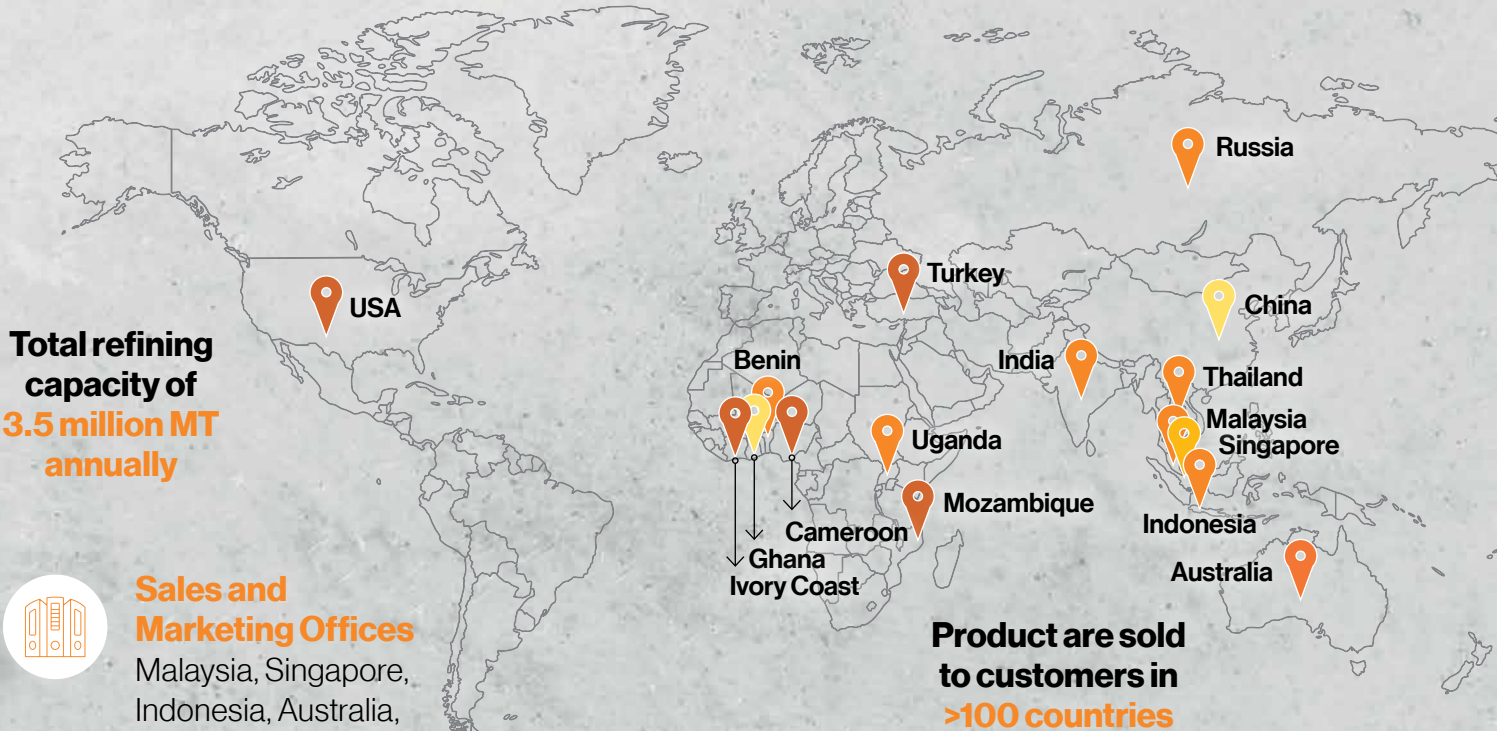 Russia
Turkey
USA
China
Total refining
capacity of
3.5 million MT
annually
Benin
India
Thailand
Malaysia
Singapore
Uganda
Mozambique
Indonesia
Cameroon
Ghana
Ivory Coast
Australia
Sales and
Marketing Offices
Malaysia, Singapore,
Indonesia, Australia,
Product are sold
to customers in
>100 countries